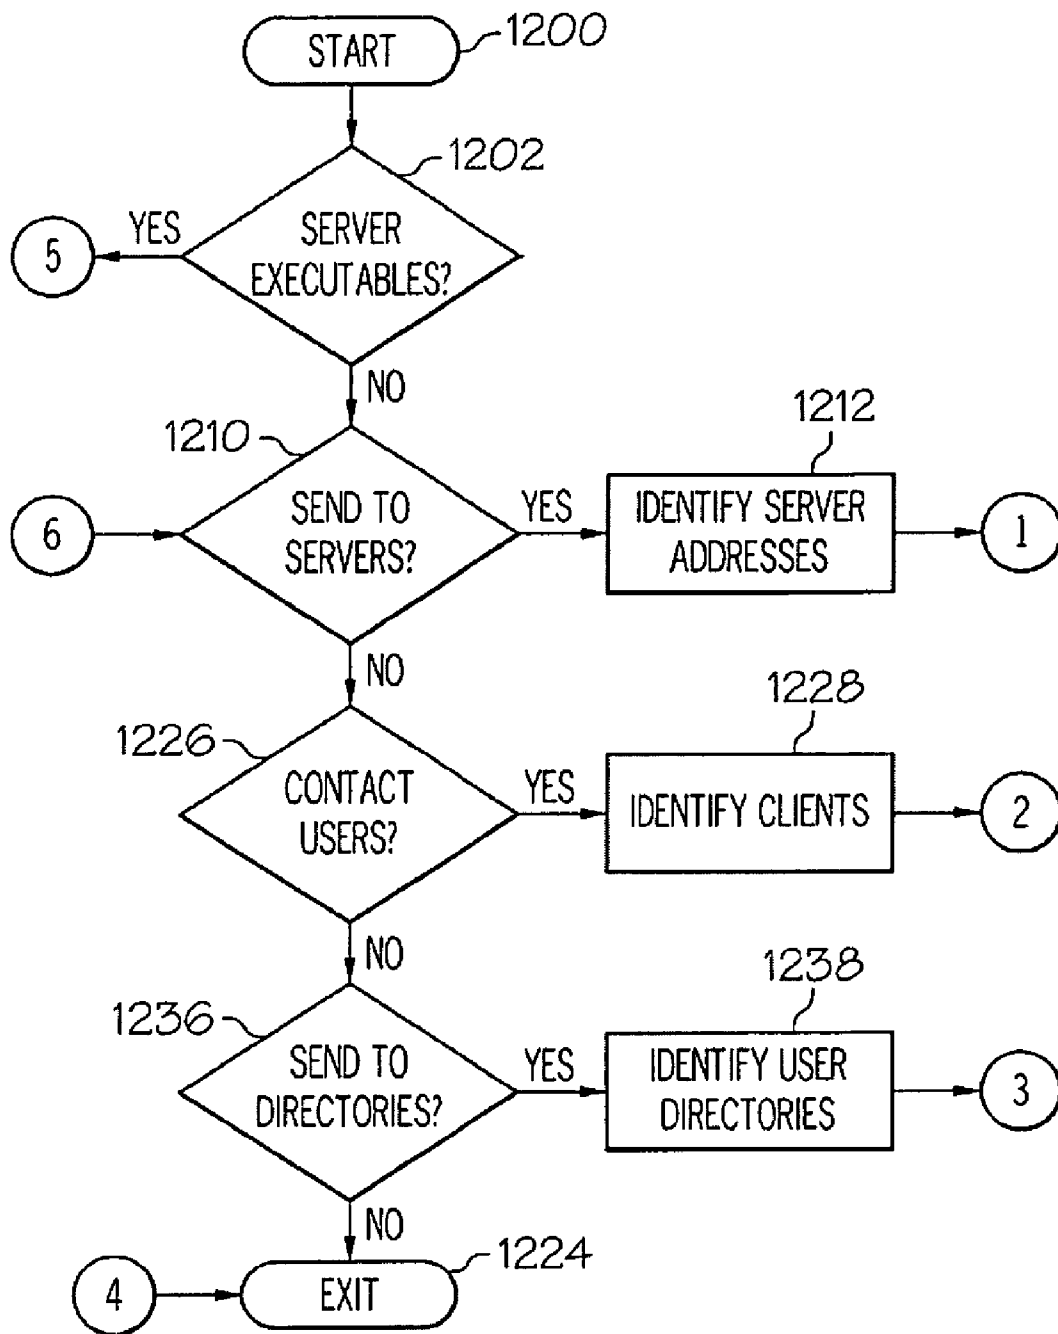 START
1200
1202
SERVER
EXECUTABLES?
YES
5
NO
1210
SEND TO
SERVERS?
6
YES
1212
IDENTIFY SERVER
ADDRESSES
1
NO
1226
CONTACT
USERS?
YES
1228
IDENTIFY CLIENTS
2
NO
1236
SEND TO
DIRECTORIES?
YES
1238
IDENTIFY USER
DIRECTORIES
3
NO
4
EXIT
1224